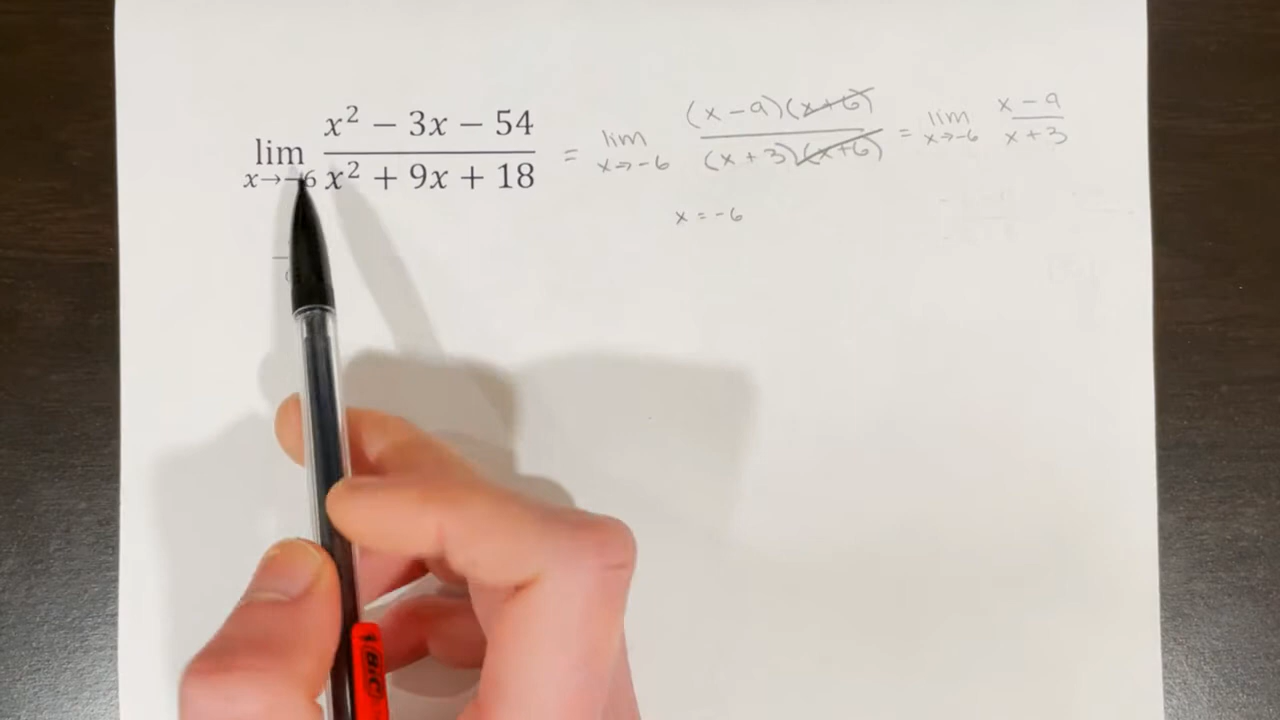 lim x→-6 x² − 3x − 54 / x² + 9x + 18 = lim x→-6 (x-9)(x+6) / (x+3)(x+6) = lim x→-6 x-9 / x+3
x = -6
BIC